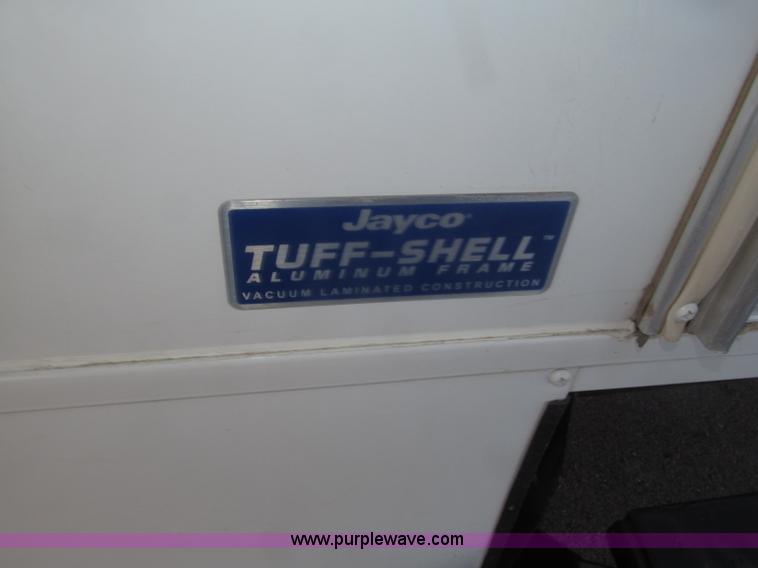 Jayco®
TUFF-SHELL™
ALUMINUM FRAME
VACUUM LAMINATED CONSTRUCTION
www.purplewave.com